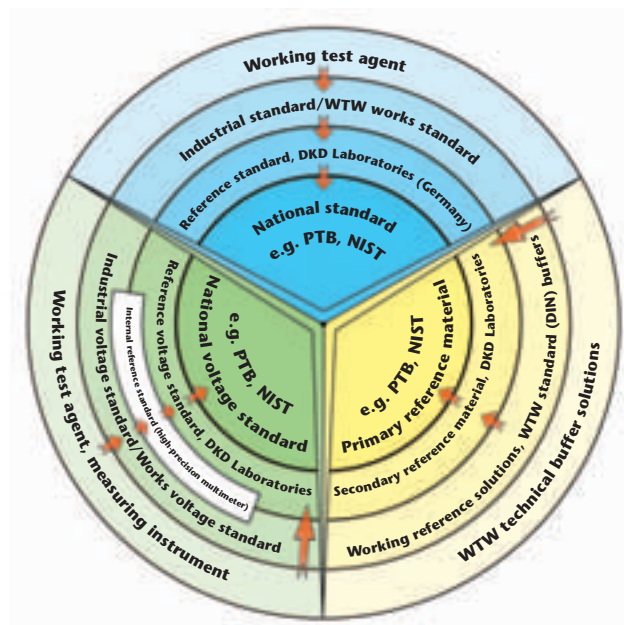 Working test agent
Industrial standard/WTW works standard
Reference standard, DKD Laboratories (Germany)
National standard
e.g. PTB, NIST
Working test agent, measuring instrument
Industrial voltage standard/Works voltage standard
Internal reference standard (high-precision multimeter)
Reference voltage standard, DKD Laboratories
National voltage standard
e.g. PTB, NIST
e.g. PTB, NIST
Primary reference material
Secondary reference material, DKD Laboratories
Working reference solutions, WTW standard (DIN) buffers
WTW technical buffer solutions